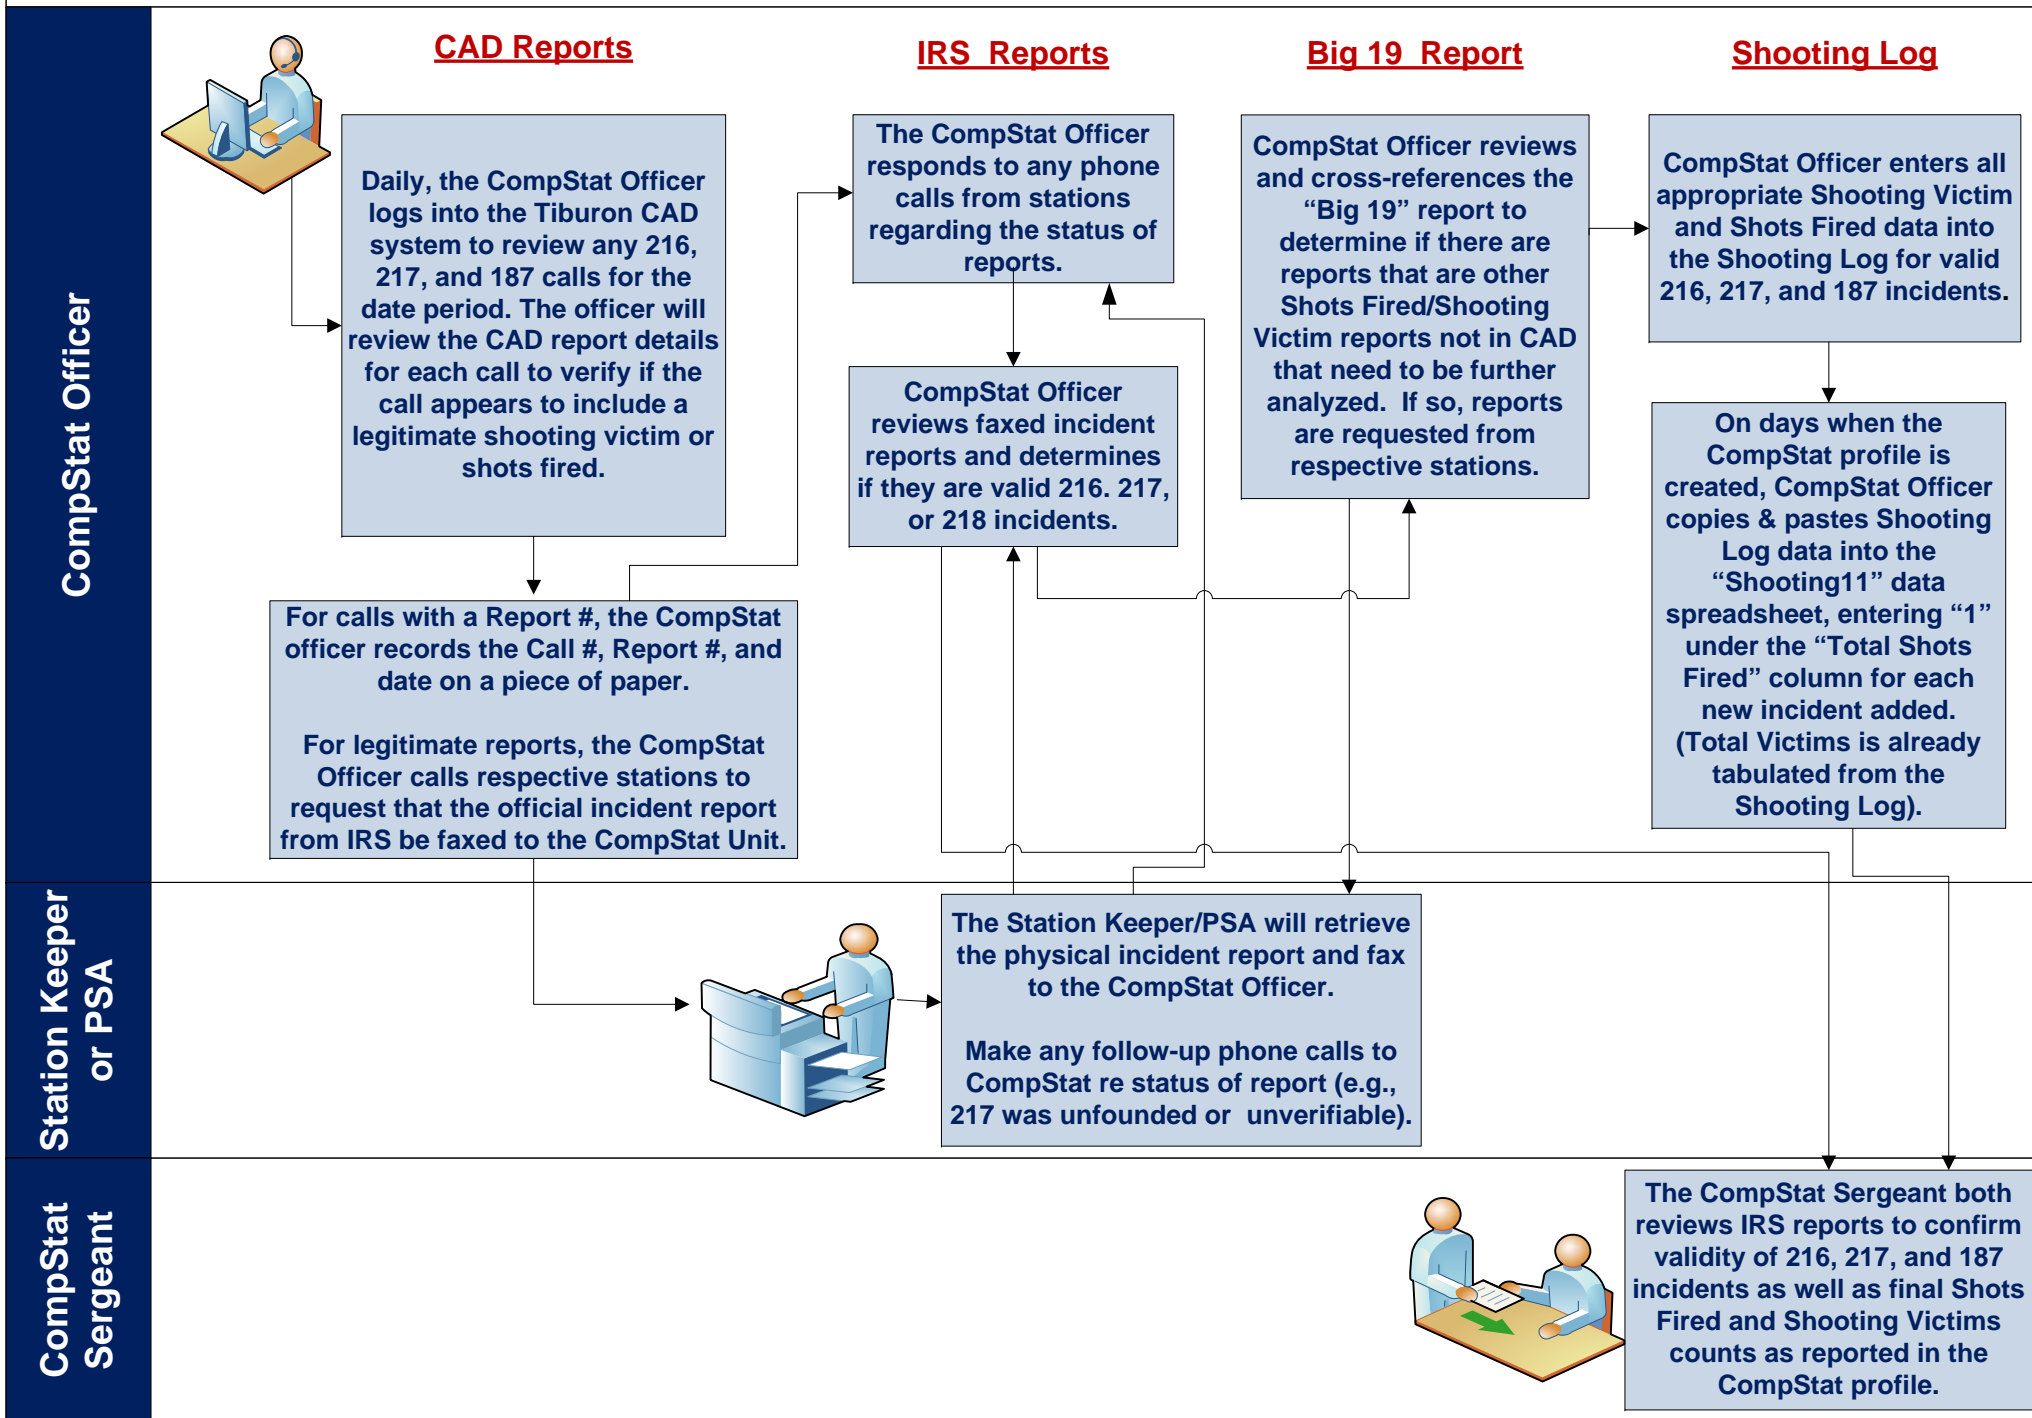 CompStat Officer
CAD Reports
Daily, the CompStat Officer
logs into the Tiburon CAD
system to review any 216,
217, and 187 calls for the
date period. The officer will
review the CAD report details
for each call to verify if the
call appears to include a
legitimate shooting victim or
shots fired.
For calls with a Report #, the CompStat
officer records the Call #, Report #, and
date on a piece of paper.
For legitimate reports, the CompStat
Officer calls respective stations to
request that the official incident report
from IRS be faxed to the CompStat Unit.
IRS  Reports
The CompStat Officer
responds to any phone
calls from stations
regarding the status of
reports.
CompStat Officer
reviews faxed incident
reports and determines
if they are valid 216. 217,
or 218 incidents.
Big 19  Report
CompStat Officer reviews
and cross-references the
“Big 19” report to
determine if there are
reports that are other
Shots Fired/Shooting
Victim reports not in CAD
that need to be further
analyzed.  If so, reports
are requested from
respective stations.
Shooting Log
CompStat Officer enters all
appropriate Shooting Victim
and Shots Fired data into
the Shooting Log for valid
216, 217, and 187 incidents.
On days when the
CompStat profile is
created, CompStat Officer
copies & pastes Shooting
Log data into the
“Shooting11” data
spreadsheet, entering “1”
under the “Total Shots
Fired” column for each
new incident added.
(Total Victims is already
tabulated from the
Shooting Log).
Station Keeper
or PSA
The Station Keeper/PSA will retrieve
the physical incident report and fax
to the CompStat Officer.
Make any follow-up phone calls to
CompStat re status of report (e.g.,
217 was unfounded or  unverifiable).
CompStat
Sergeant
The CompStat Sergeant both
reviews IRS reports to confirm
validity of 216, 217, and 187
incidents as well as final Shots
Fired and Shooting Victims
counts as reported in the
CompStat profile.